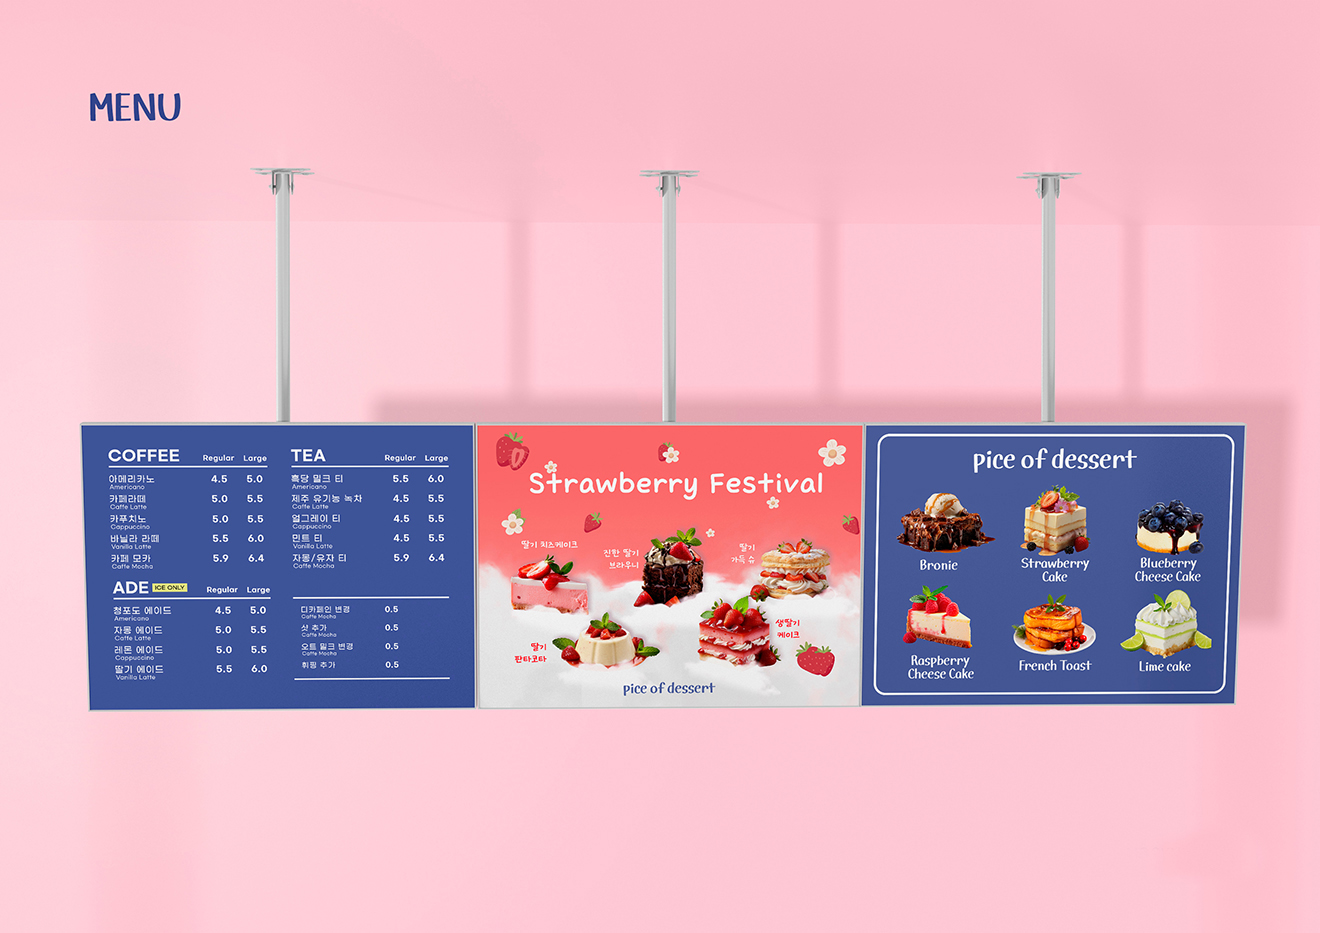 MENU
COFFEE Regular Large
아메리카노 4.5 5.0
Americano
카페라떼 5.0 5.5
Caffe Latte
카푸치노 5.0 5.5
Cappuccino
바닐라 라떼 5.5 6.0
Vanilla Latte
카페 모카 5.9 6.4
Caffe Mocha
ADE ICE ONLY Regular Large
청포도 에이드 4.5 5.0
Americano
자몽 에이드 5.0 5.5
Caffe Latte
레몬 에이드 5.0 5.5
Cappuccino
딸기 에이드 5.5 6.0
Vanilla Latte
TEA Regular Large
흑당 밀크 티 5.5 6.0
Americano
제주 유기농 녹차 4.5 5.5
Caffe Latte
얼그레이 티 4.5 5.5
Cappuccino
민트 티 4.5 5.5
Vanilla Latte
자몽/유자 티 5.9 6.4
Caffe Mocha
디카페인 변경 0.5
Caffe Mocha
샷 추가 0.5
Caffe Mocha
오트 밀크 변경 0.5
Caffe Mocha
휘핑 추가 0.5
Strawberry Festival
딸기 치즈케이크
진한 딸기
브라우니
딸기
가득 슈
딸기
판타코타
생딸기
케이크
pice of dessert
pice of dessert
Bronie
Strawberry
Cake
Blueberry
Cheese Cake
Raspberry
Cheese Cake
French Toast
Lime cake